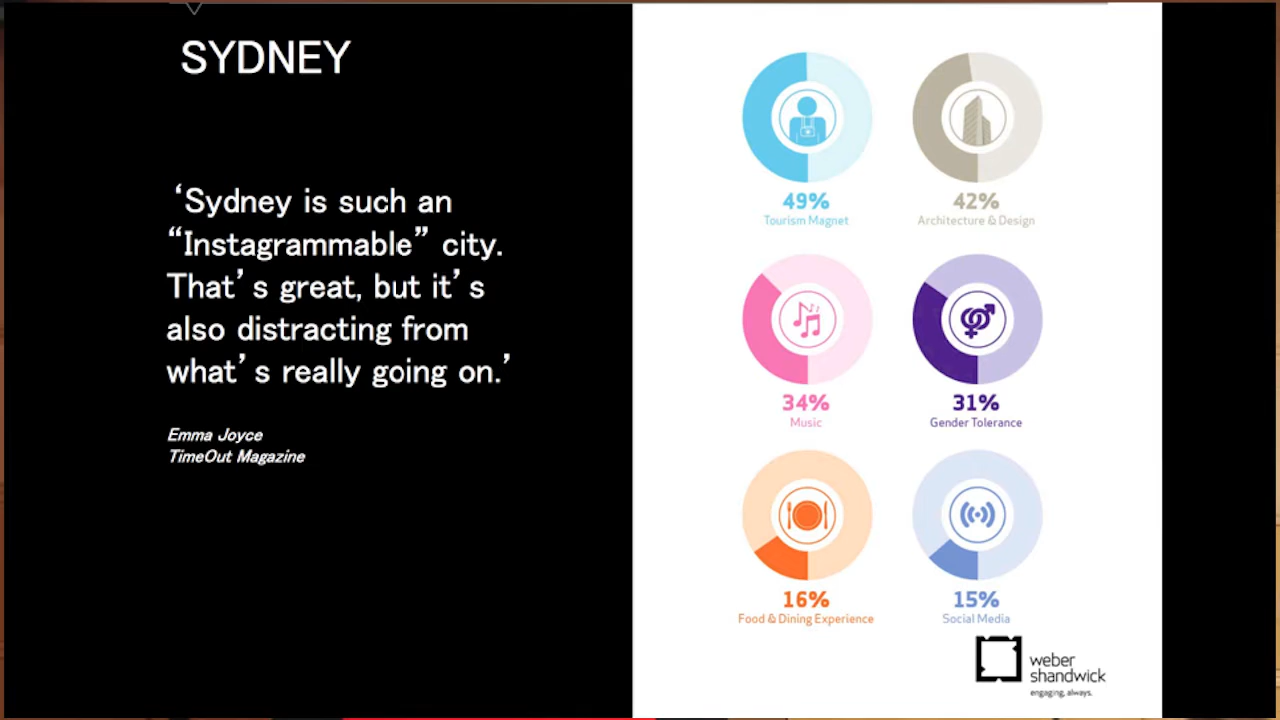 SYDNEY
‘Sydney is such an
“Instagrammable” city.
That’s great, but it’s
also distracting from
what’s really going on.’
Emma Joyce
TimeOut Magazine
49%
Tourism Magnet
42%
Architecture & Design
34%
Music
31%
Gender Tolerance
16%
Food & Dining Experience
15%
Social Media
weber
shandwick
engaging, always.